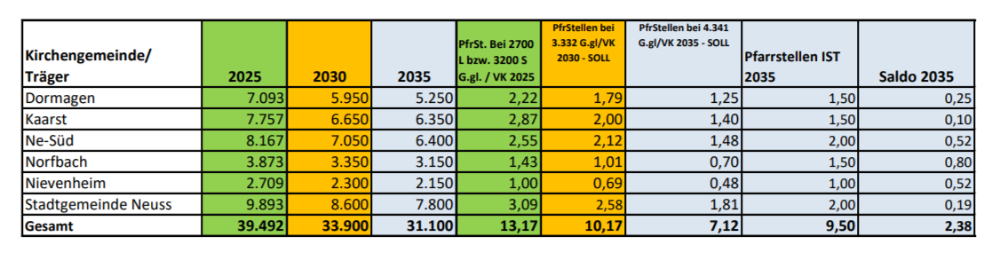 Kirchengemeinde/ Träger 2025 2030 2035 PfrSt. Bei 2700 L bzw. 3200 S G.gl. / VK 2025 PfrStellen bei 3.332 G.gl/VK 2030 - SOLL PfrStellen bei 4.341 G.gl/VK 2035 - SOLL Pfarrstellen IST 2035 Saldo 2035
Dormagen 7.093 5.950 5.250 2,22 1,79 1,25 1,50 0,25
Kaarst 7.757 6.650 6.350 2,87 2,00 1,40 1,50 0,10
Ne-Süd 8.167 7.050 6.400 2,55 2,12 1,48 2,00 0,52
Norfbach 3.873 3.350 3.150 1,43 1,01 0,70 1,50 0,80
Nievenheim 2.709 2.300 2.150 1,00 0,69 0,48 1,00 0,52
Stadtgemeinde Neuss 9.893 8.600 7.800 3,09 2,58 1,81 2,00 0,19
Gesamt 39.492 33.900 31.100 13,17 10,17 7,12 9,50 2,38